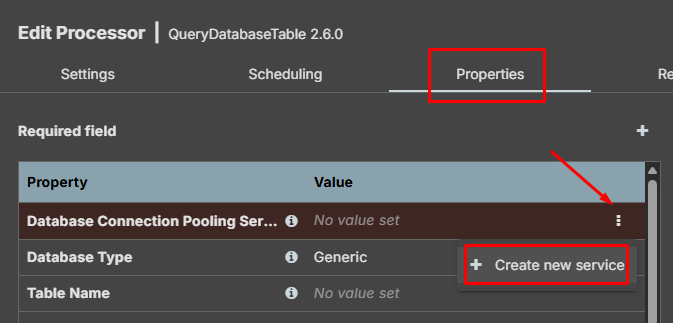 Edit Processor | QueryDatabaseTable 2.6.0
Settings Scheduling Properties Re
Required field +
Property Value
Database Connection Pooling Ser... No value set
Database Type Generic
+ Create new service
Table Name No value set